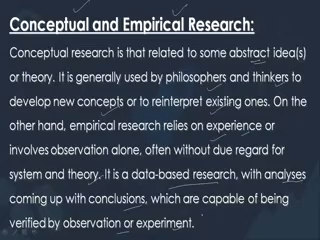 Conceptual and Empirical Research:
Conceptual research is that related to some abstract idea(s)
or theory. It is generally used by philosophers and thinkers to
develop new concepts or to reinterpret existing ones. On the
other hand, empirical research relies on experience or
involves observation alone, often without due regard for
system and theory. It is a data-based research, with analyses
coming up with conclusions, which are capable of being
verified by observation or experiment.